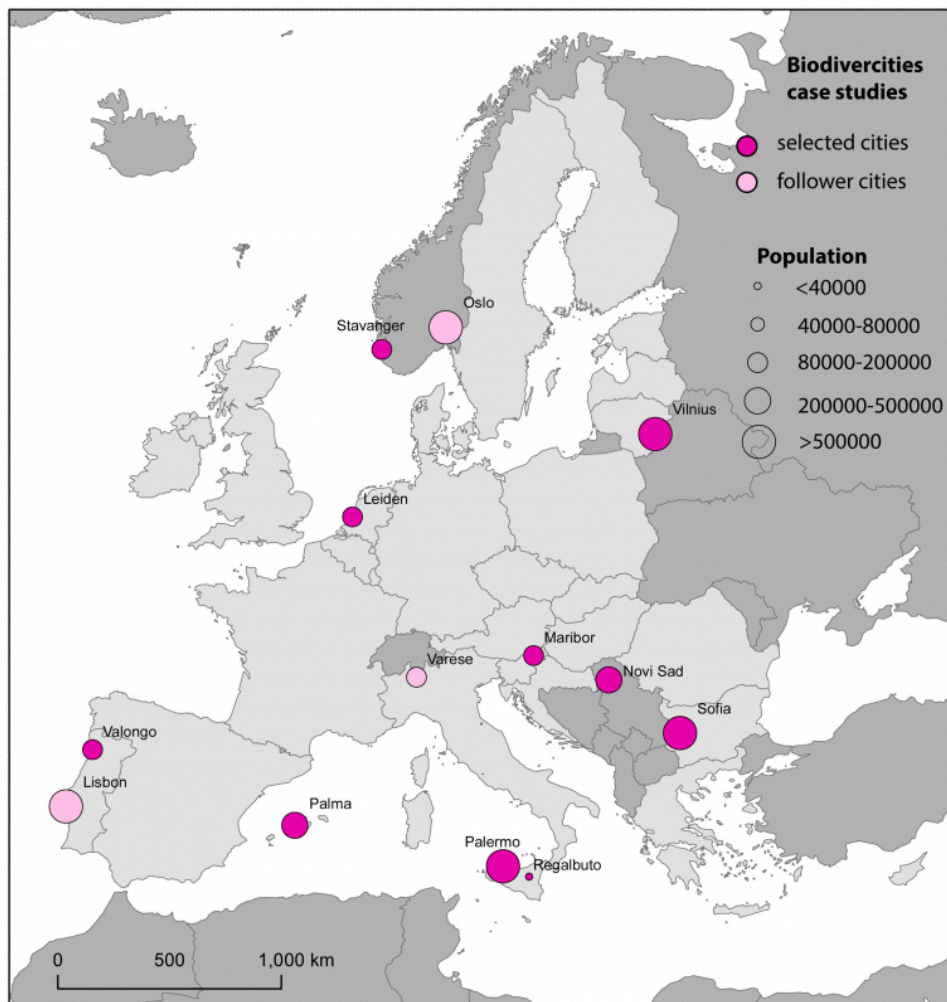 Biodivercities
case studies
selected cities
follower cities
Population
<40000
40000-80000
80000-200000
200000-500000
>500000
Oslo
Stavanger
Vilnius
Leiden
Maribor
Varese
Novi Sad
Sofia
Valongo
Lisbon
Palma
Palermo
Regalbuto
0 500 1,000 km